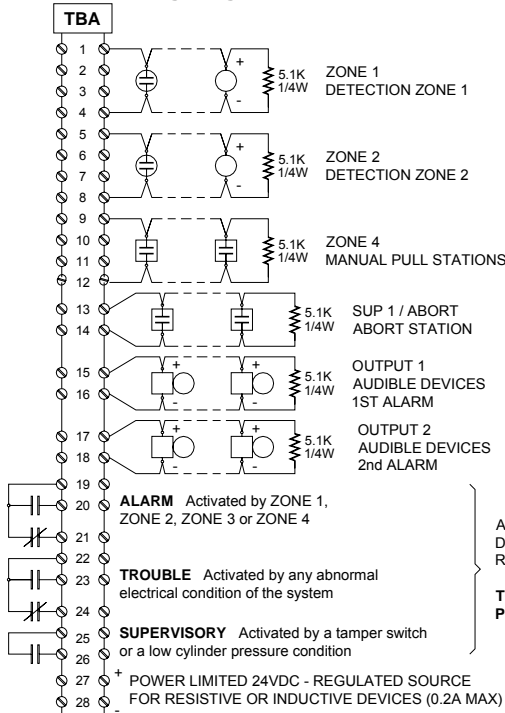 TBA
1
2
3
4
5
6
7
8
9
10
11
12
13
14
15
16
17
18
19
20
21
22
23
24
25
26
27
28
+
-
5.1K
1/4W
ZONE 1
DETECTION ZONE 1
+
-
5.1K
1/4W
ZONE 2
DETECTION ZONE 2
5.1K
1/4W
ZONE 4
MANUAL PULL STATIONS
5.1K
1/4W
SUP 1 / ABORT
ABORT STATION
+ +
- -
5.1K
1/4W
OUTPUT 1
AUDIBLE DEVICES
1ST ALARM
+ +
- -
5.1K
1/4W
OUTPUT 2
AUDIBLE DEVICES
2nd ALARM
ALARM Activated by ZONE 1,
ZONE 2, ZONE 3 or ZONE 4
TROUBLE Activated by any abnormal
electrical condition of the system
SUPERVISORY Activated by a tamper switch
or a low cylinder pressure condition
+ POWER LIMITED 24VDC - REGULATED SOURCE
FOR RESISTIVE OR INDUCTIVE DEVICES (0.2A MAX)
-